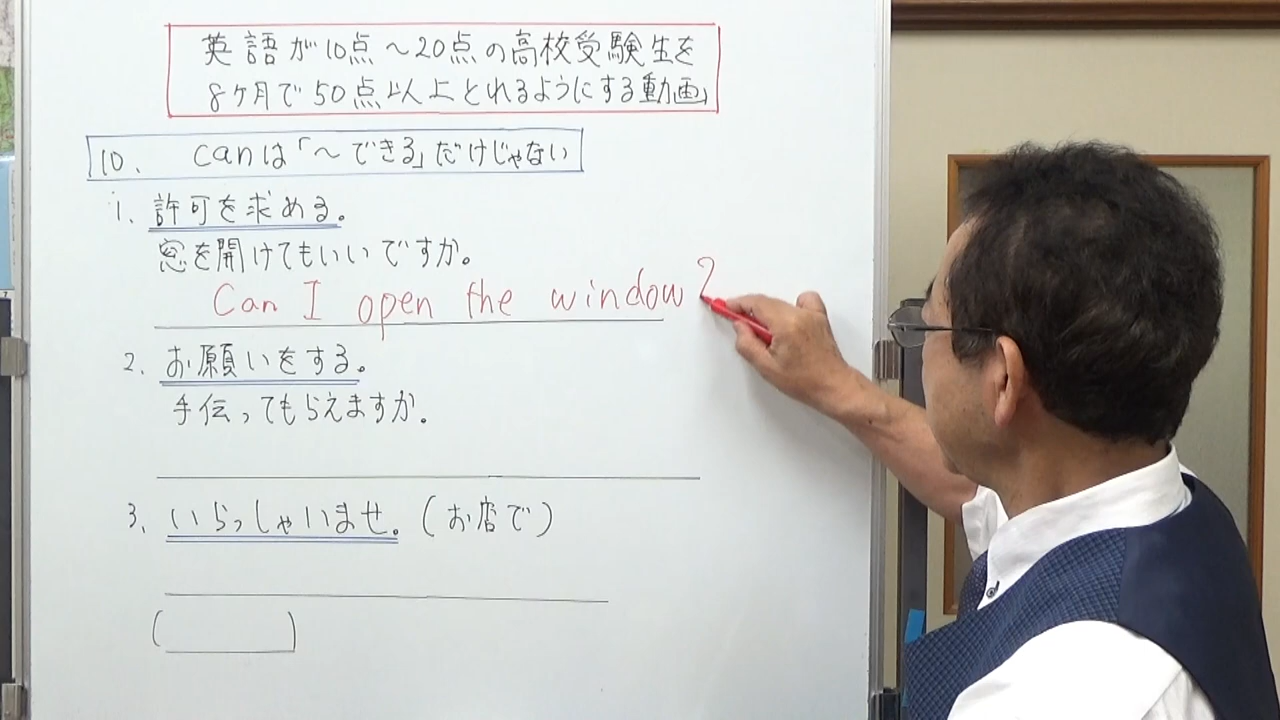 英語が10点〜20点の高校受験生を
8ヶ月で50点以上とれるようにする動画」
10、 canは「〜できる」だけじゃない
1、許可を求める。
窓を開けてもいいですか。
Can I open the window?
2、お願いをする。
手伝ってもらえますか。
3、いらっしゃいませ。(お店で)
( )